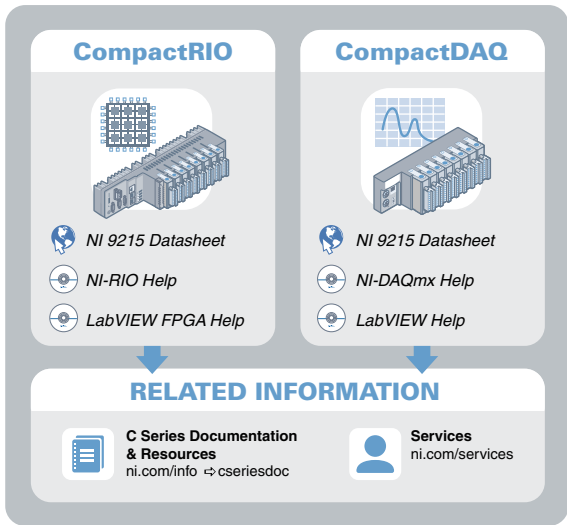 CompactRIO
NI 9215 Datasheet
NI-RIO Help
LabVIEW FPGA Help
CompactDAQ
NI 9215 Datasheet
NI-DAQmx Help
LabVIEW Help
RELATED INFORMATION
C Series Documentation
& Resources
ni.com/info ⇨ cseriesdoc
Services
ni.com/services